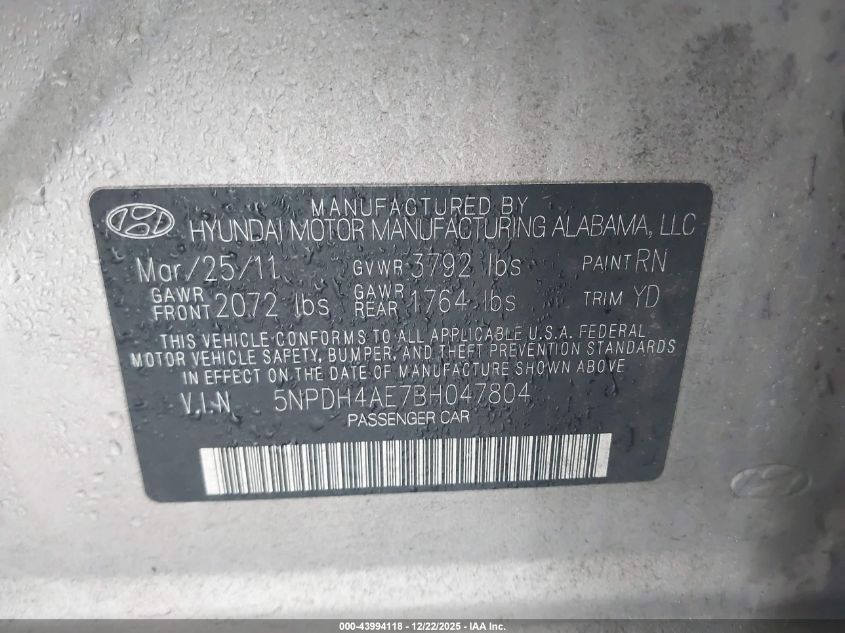 MANUFACTURED BY
HYUNDAI MOTOR MANUFACTURING ALABAMA, LLC
Mar/25/11 GVWR 3792 lbs PAINT RN
GAWR FRONT 2072 lbs GAWR REAR 1764 lbs TRIM YD
THIS VEHICLE CONFORMS TO ALL APPLICABLE U.S.A. FEDERAL
MOTOR VEHICLE SAFETY, BUMPER, AND THEFT PREVENTION STANDARDS
IN EFFECT ON THE DATE OF MANUFACTURE SHOWN ABOVE
V.I.N 5NPDH4AE7BH047804
PASSENGER CAR
000-43994118 - 12/22/2025 - IAA Inc.